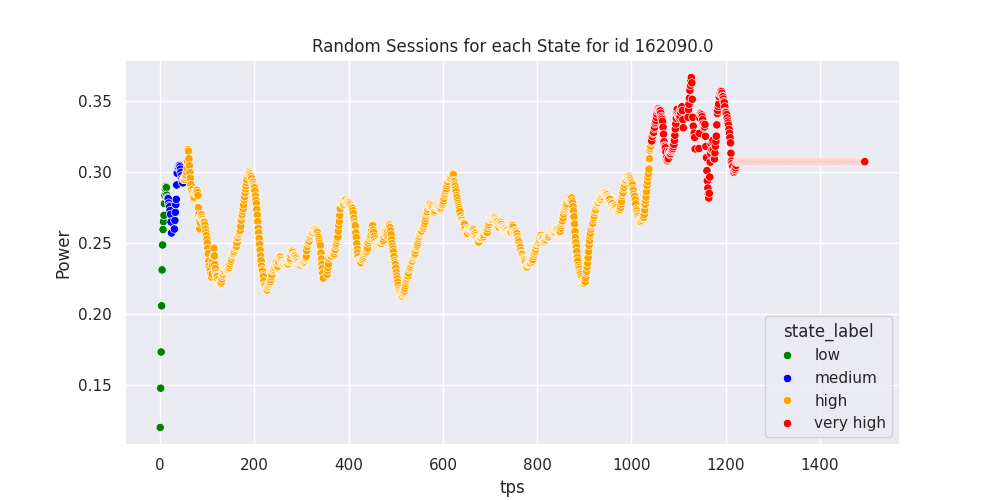 Random Sessions for each State for id 162090.0
Power
0.35
0.30
0.25
0.20
0.15
0
200
400
600
800
1000
1200
1400
tps
state_label
low
medium
high
very high